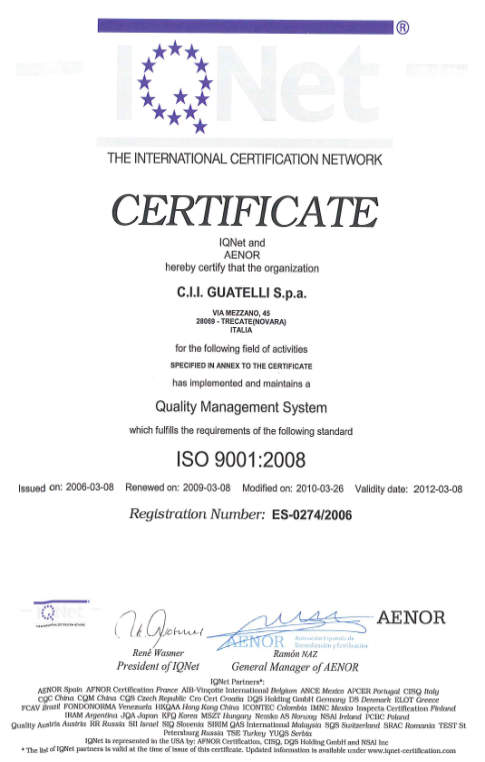 IQNet ®
THE INTERNATIONAL CERTIFICATION NETWORK
CERTIFICATE
IQNet and
AENOR
hereby certify that the organization
C.I.I. GUATELLI S.p.a.
VIA MEZZANO, 45
28069 - TRECATE(NOVARA)
ITALIA
for the following field of activities
SPECIFIED IN ANNEX TO THE CERTIFICATE
has implemented and maintains a
Quality Management System
which fulfills the requirements of the following standard
ISO 9001:2008
Issued on: 2006-03-08 Renewed on: 2009-03-08 Modified on: 2010-03-26 Validity date: 2012-03-08
Registration Number: ES-0274/2006
IQNet
THE INTERNATIONAL CERTIFICATION NETWORK
AENOR
AENOR Asociación Española de
Normalización y Certificación
René Wasmer
President of IQNet
Ramón NAZ
General Manager of AENOR
IQNet Partners*:
AENOR Spain AFNOR Certification France AIB-Vinçotte International Belgium ANCE Mexico APCER Portugal CISQ Italy
CQC China CQM China CQS Czech Republic Cro Cert Croatia DQS Holding GmbH Germany DS Denmark ELOT Greece
FCAV Brazil FONDONORMA Venezuela HKQAA Hong Kong China ICONTEC Colombia IMNC Mexico Inspecta Certification Finland
IRAM Argentina JQA Japan KFQ Korea MSZT Hungary Nemko AS Norway NSAI Ireland PCBC Poland
Quality Austria Austria RR Russia SII Israel SIQ Slovenia SIRIM QAS International Malaysia SQS Switzerland SRAC Romania TEST St
Petersburg Russia TSE Turkey YUQS Serbia
IQNet is represented in the USA by: AFNOR Certification, CISQ, DQS Holding GmbH and NSAI Inc
* The list of IQNet partners is valid at the time of issue of this certificate. Updated information is available under www.iqnet-certification.com